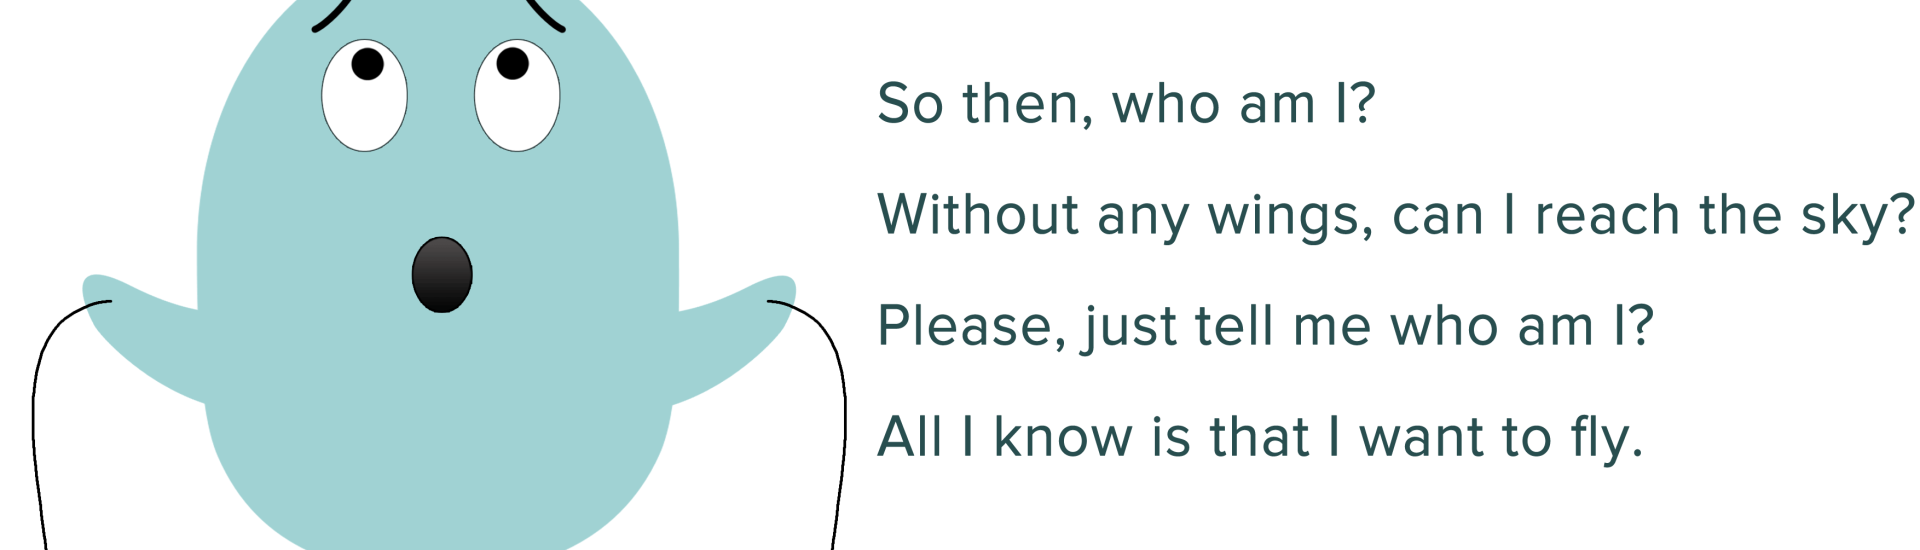 So then, who am I?
Without any wings, can I reach the sky?
Please, just tell me who am I?
All I know is that I want to fly.